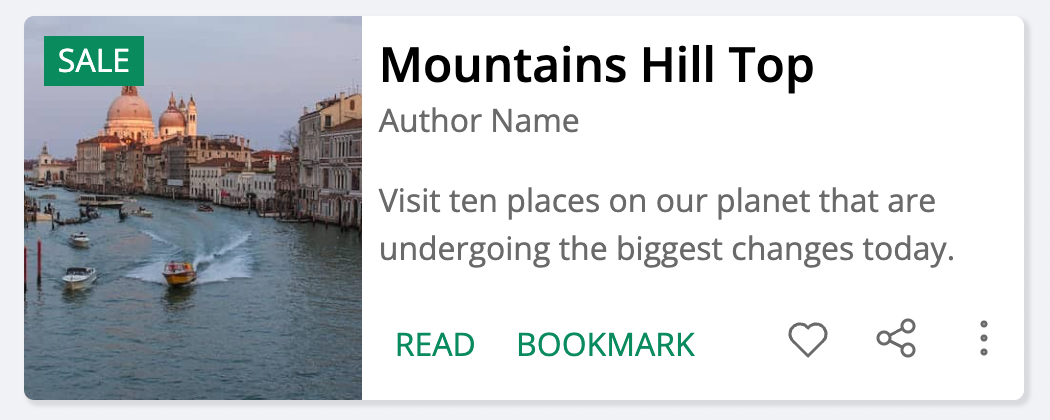 SALE
Mountains Hill Top
Author Name
Visit ten places on our planet that are
undergoing the biggest changes today.
READ BOOKMARK